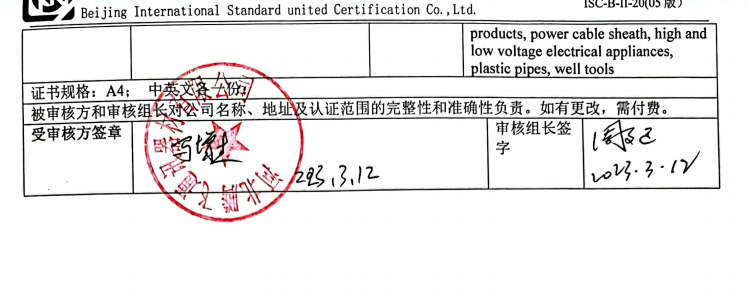 Beijing International Standard united Certification Co.,Ltd.
ISC-B-II-20(05 版)
products, power cable sheath, high and
low voltage electrical appliances,
plastic pipes, well tools
证书规格：A4； 中英文各一份；
被审核方和审核组长对公司名称、地址及认证范围的完整性和准确性负责。如有更改，需付费。
受审核方签章
2023.3.12
审核组长签
字
2023.3.12